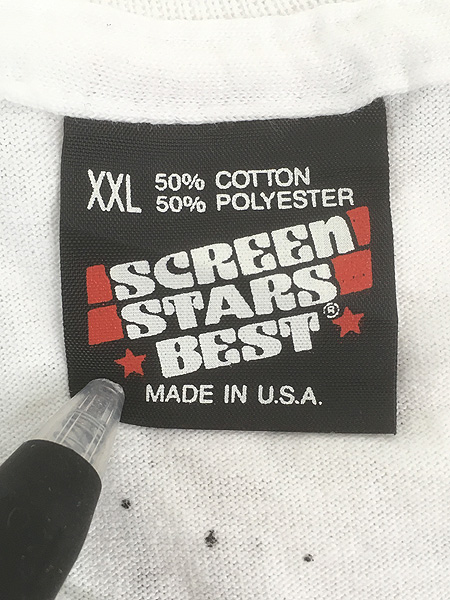 XXL 50% COTTON
50% POLYESTER
SCREEN
STARS
BEST®
MADE IN U.S.A.